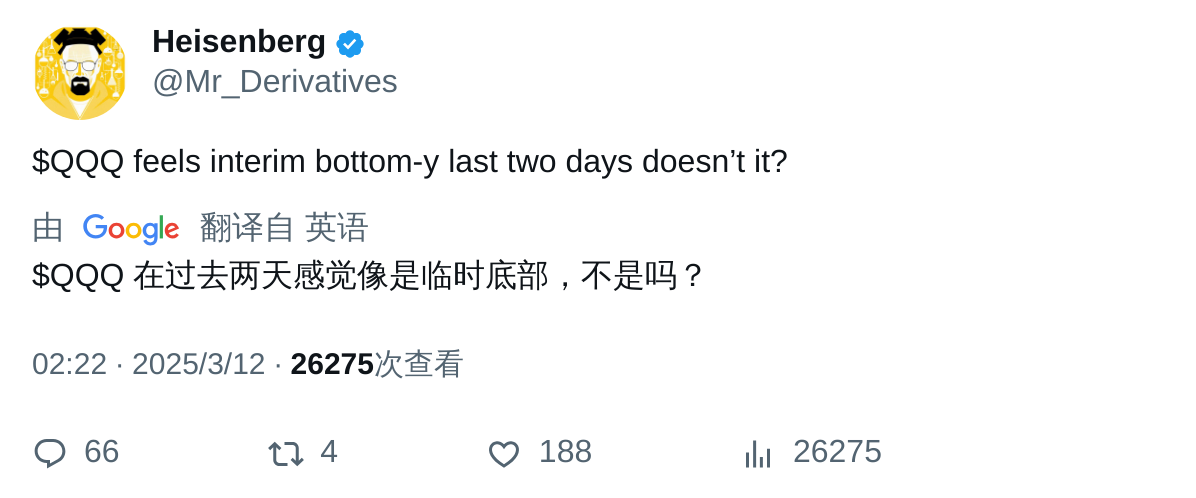 Heisenberg
@Mr_Derivatives
$QQQ feels interim bottom-y last two days doesn’t it?
由 Google 翻译自 英语
$QQQ 在过去两天感觉像是临时底部，不是吗？
02:22 · 2025/3/12 · 26275次查看
66 4 188 26275